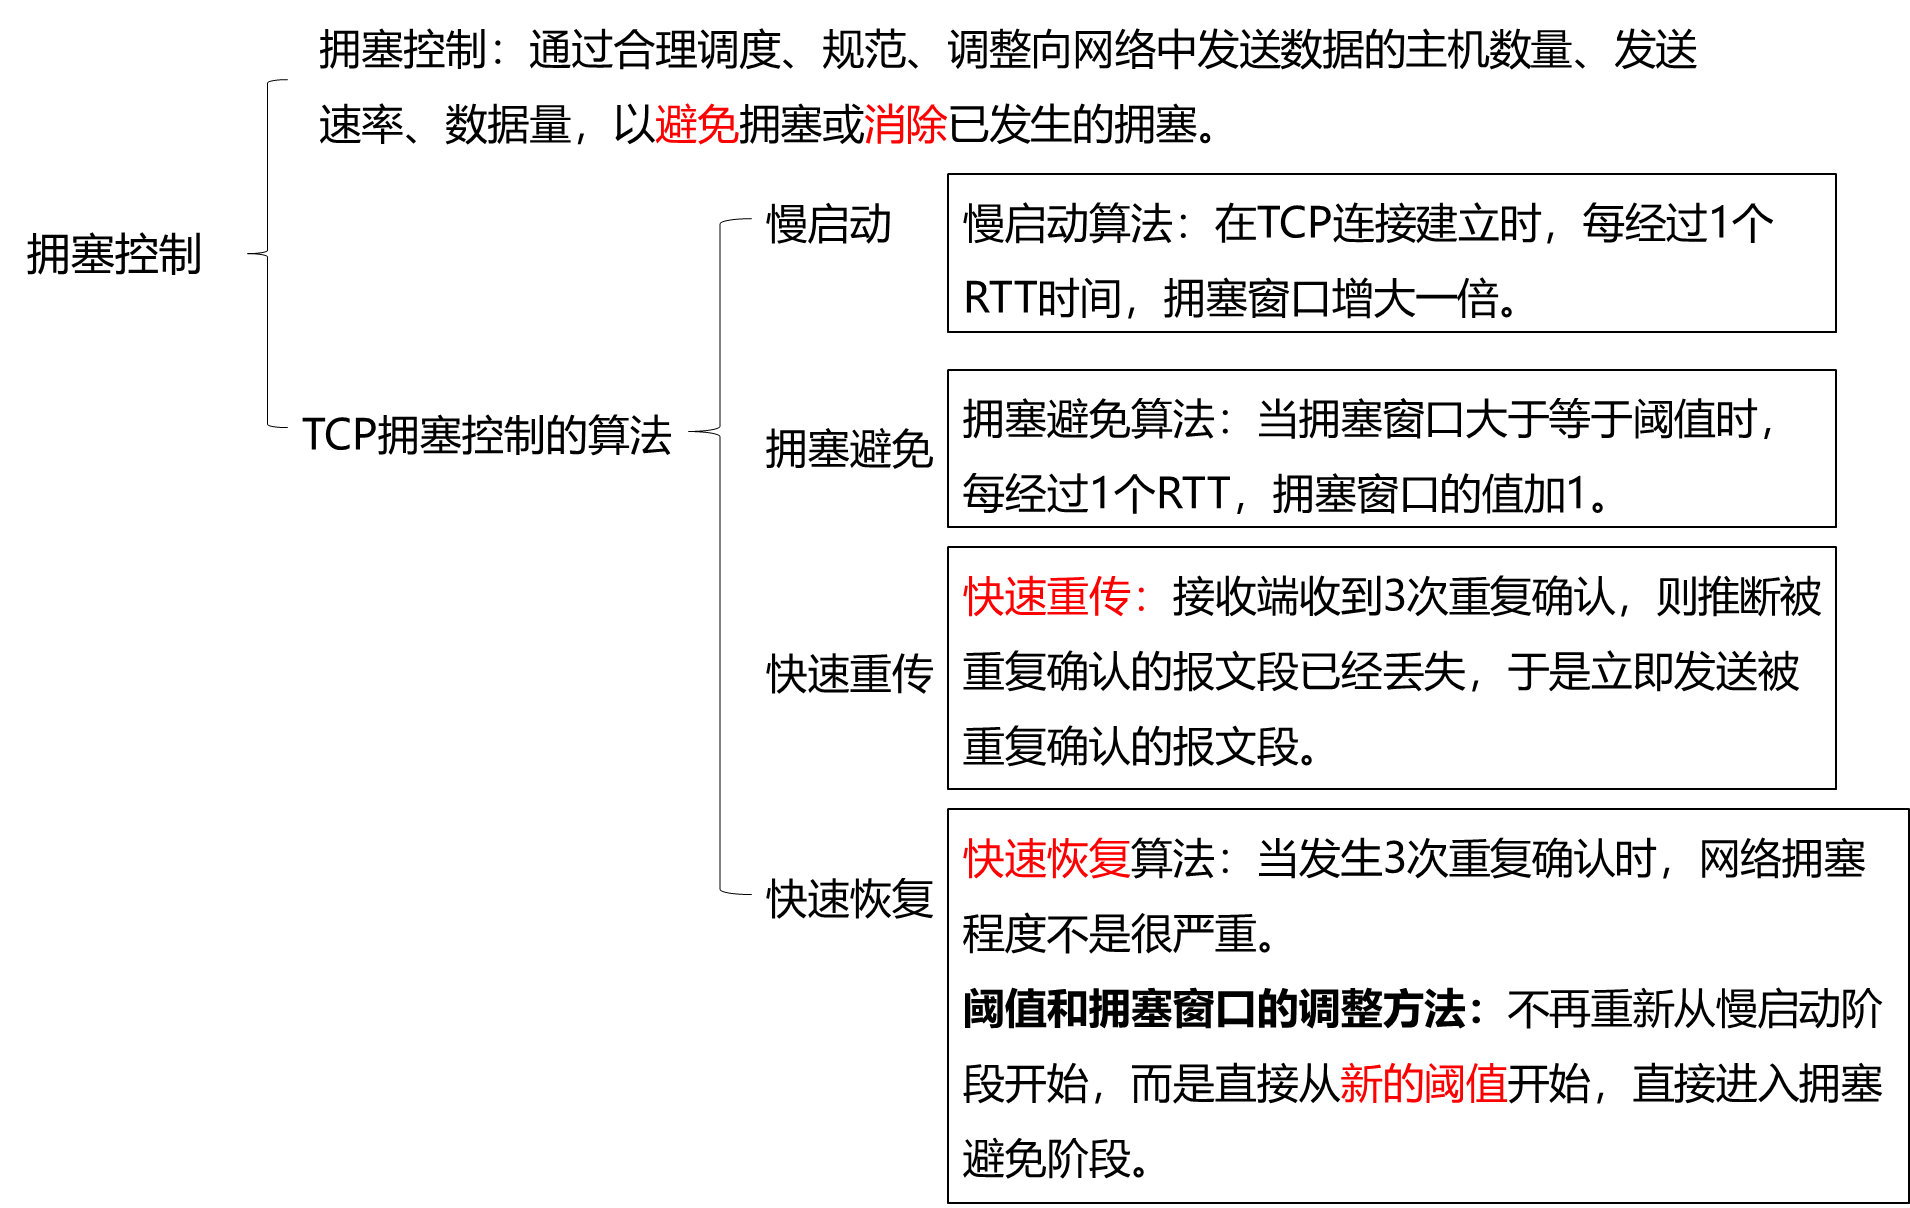 拥塞控制：通过合理调度、规范、调整向网络中发送数据的主机数量、发送
速率、数据量，以避免拥塞或消除已发生的拥塞。
拥塞控制
TCP拥塞控制的算法
慢启动
慢启动算法：在TCP连接建立时，每经过1个
RTT时间，拥塞窗口增大一倍。
拥塞避免
拥塞避免算法：当拥塞窗口大于等于阈值时，
每经过1个RTT，拥塞窗口的值加1。
快速重传
快速重传：接收端收到3次重复确认，则推断被
重复确认的报文段已经丢失，于是立即发送被
重复确认的报文段。
快速恢复
快速恢复算法：当发生3次重复确认时，网络拥塞
程度不是很严重。
阈值和拥塞窗口的调整方法：不再重新从慢启动阶
段开始，而是直接从新的阈值开始，直接进入拥塞
避免阶段。